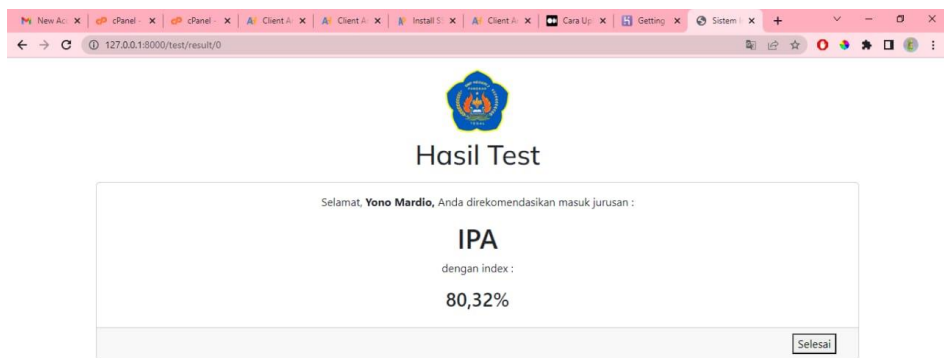 New Ac
cPanel -
cPanel -
Client A
Client A
Install S
Client A
Cara Up
Getting
Sistem
127.0.0.1:8000/test/result/0
Hasil Test
Selamat, Yono Mardio, Anda direkomendasikan masuk jurusan :
IPA
dengan index :
80,32%
Selesai